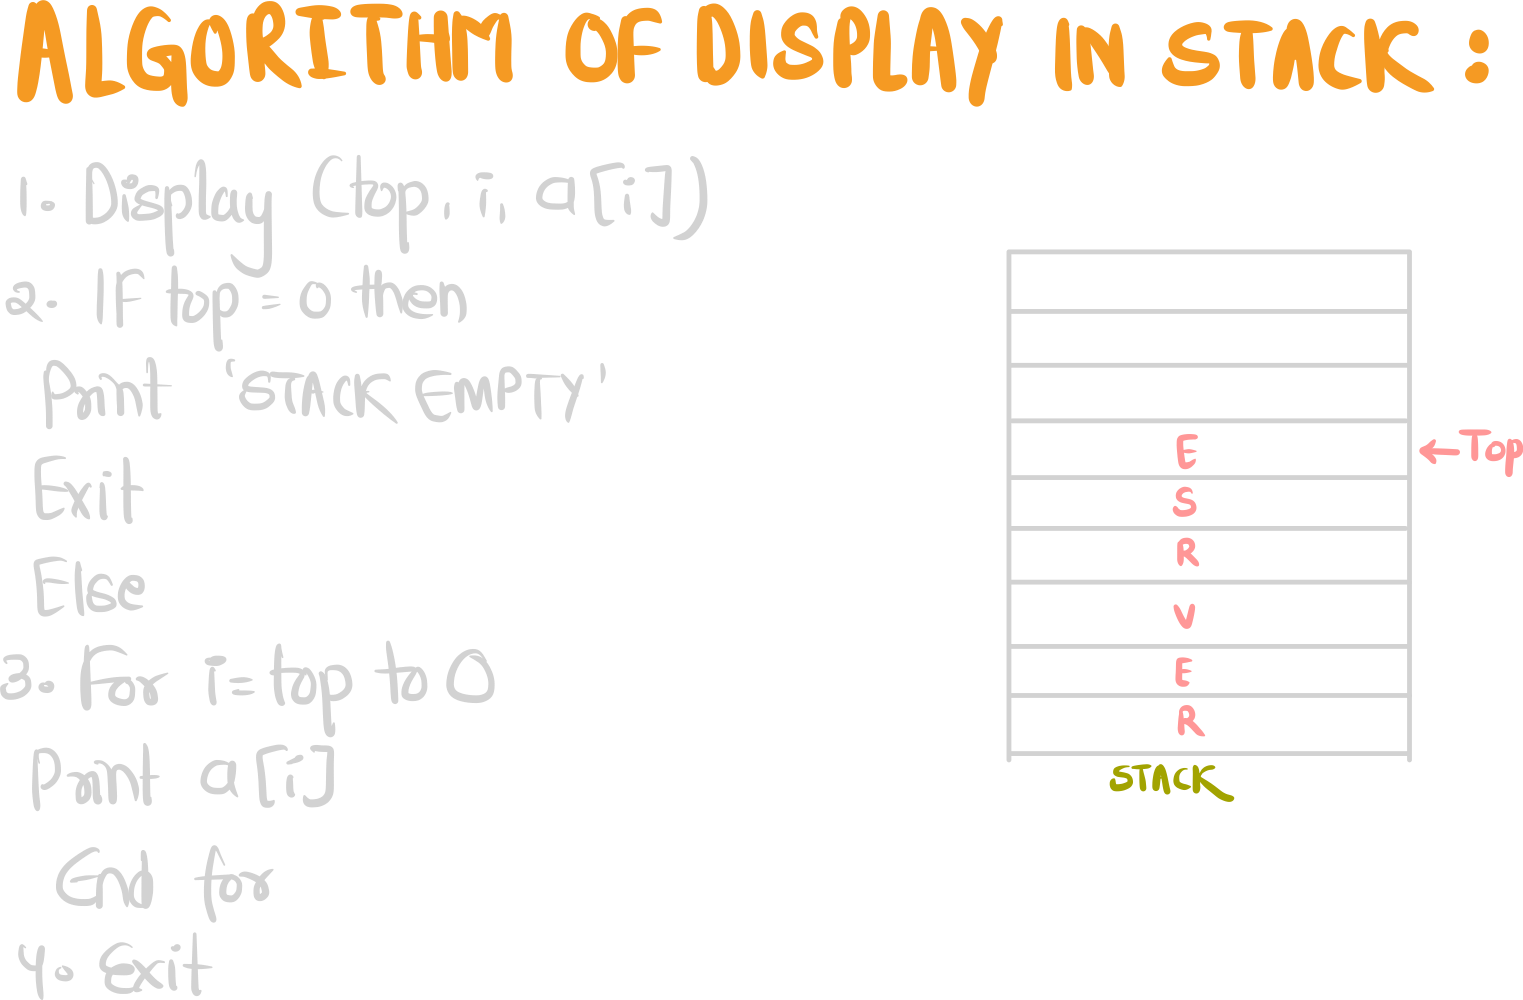 ALGORITHM OF DISPLAY IN STACK :
1. Display (top, i, a[i])
2. IF top = 0 then
Print 'STACK EMPTY'
Exit
Else
3. For i = top to 0
Print a[i]
End for
4. Exit
E ←Top
S
R
V
E
R
STACK